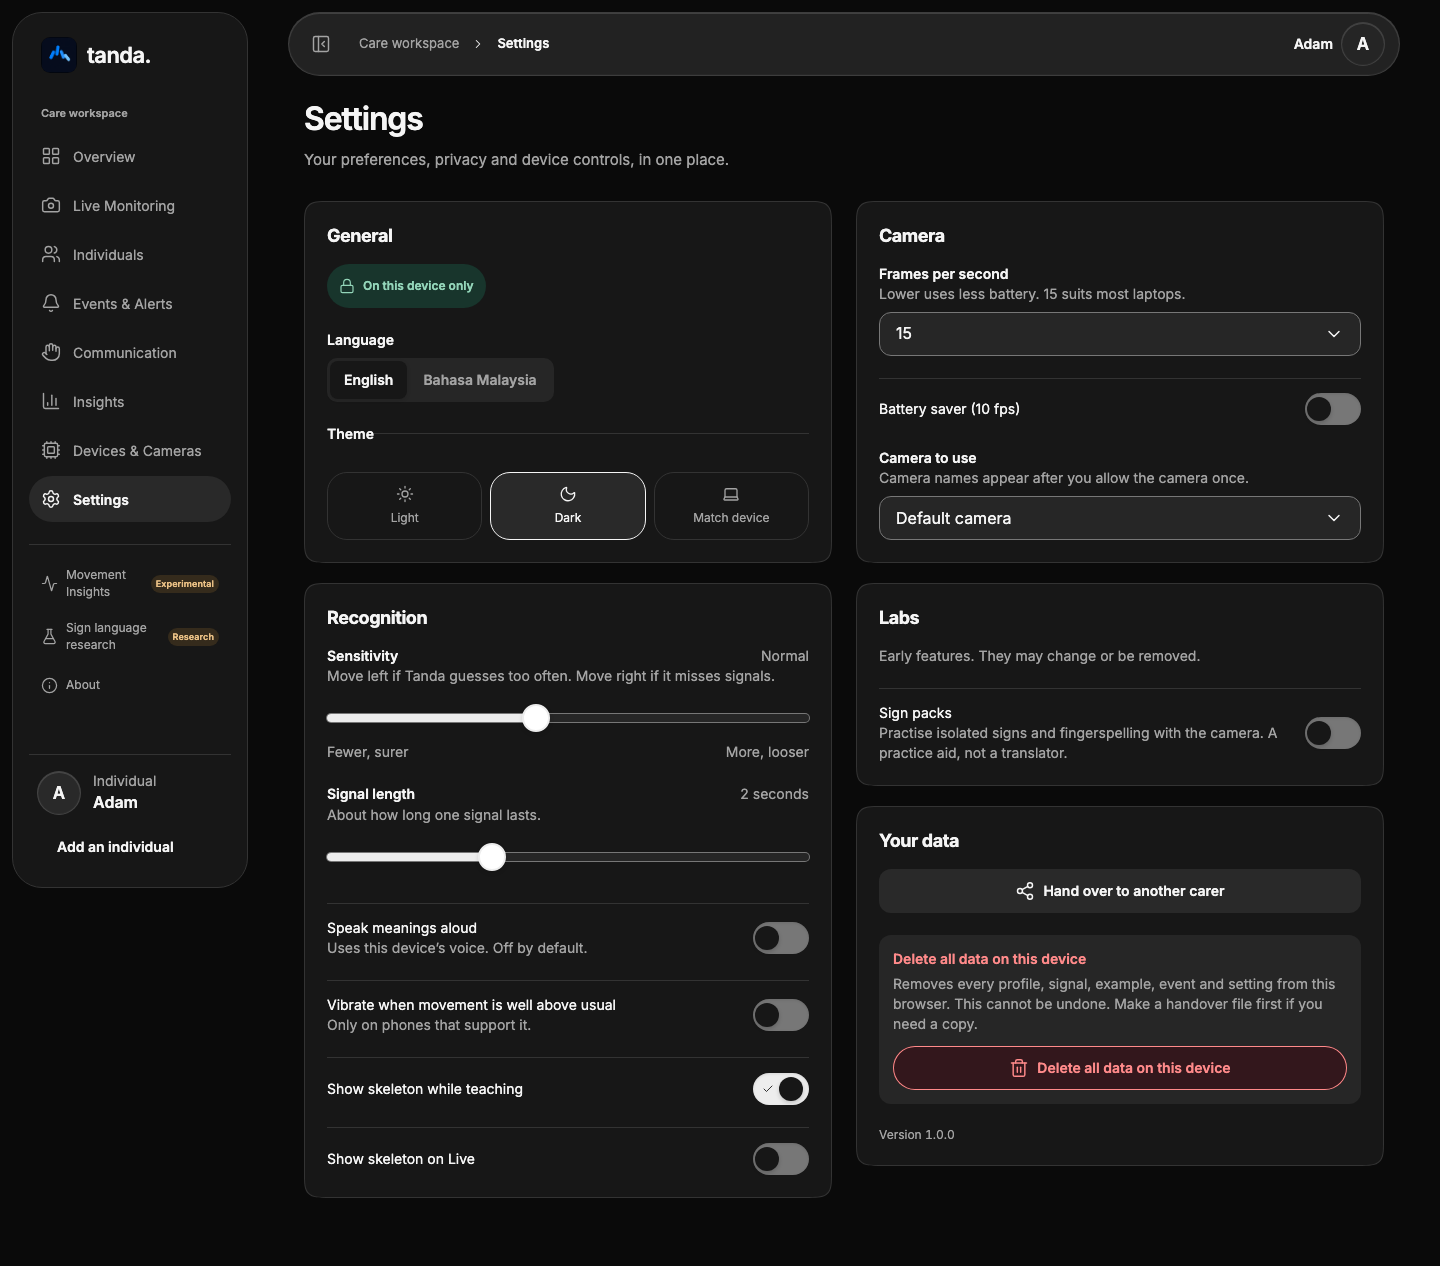 tanda.
Care workspace
Overview
Live Monitoring
Individuals
Events & Alerts
Communication
Insights
Devices & Cameras
Settings
Movement
Insights
Experimental
Sign language
research
Research
About
A
Individual
Adam
Add an individual
Care workspace
Settings
Adam
A
Settings
Your preferences, privacy and device controls, in one place.
General
On this device only
Language
English
Bahasa Malaysia
Theme
Light
Dark
Match device
Recognition
Sensitivity
Normal
Move left if Tanda guesses too often. Move right if it misses signals.
Fewer, surer
More, looser
Signal length
2 seconds
About how long one signal lasts.
Speak meanings aloud
Uses this device’s voice. Off by default.
Vibrate when movement is well above usual
Only on phones that support it.
Show skeleton while teaching
Show skeleton on Live
Camera
Frames per second
Lower uses less battery. 15 suits most laptops.
15
Battery saver (10 fps)
Camera to use
Camera names appear after you allow the camera once.
Default camera
Labs
Early features. They may change or be removed.
Sign packs
Practise isolated signs and fingerspelling with the camera. A
practice aid, not a translator.
Your data
Hand over to another carer
Delete all data on this device
Removes every profile, signal, example, event and setting from this
browser. This cannot be undone. Make a handover file first if you
need a copy.
Delete all data on this device
Version 1.0.0